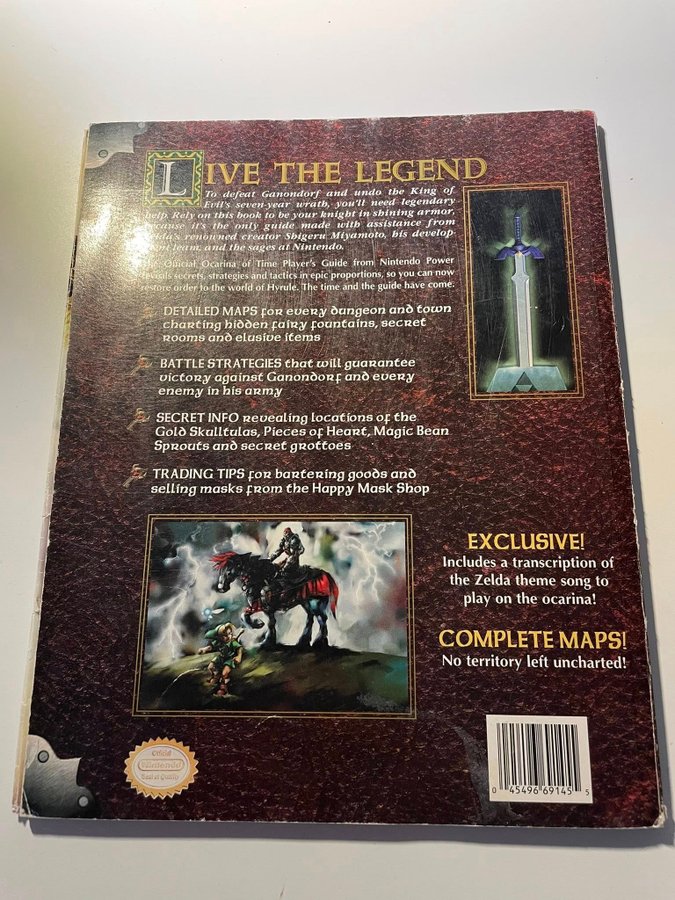 LIVE THE LEGEND
To defeat Ganondorf and undo the King of
Evil's seven-year wrath, you'll need legendary
help. Rely on this book to be your knight in shining armor,
because it's the only guide made with assistance from
Zelda's renowned creator Shigeru Miyamoto, his develop
team, and the sages at Nintendo.
Official Ocarina of Time Player's Guide from Nintendo Power
reveals secrets, strategies and tactics in epic proportions, so you can now
restore order to the world of Hyrule. The time and the guide have come.
DETAILED MAPS for every dungeon and town
charting hidden fairy fountains, secret
rooms and elusive items
BATTLE STRATEGIES that will guarantee
victory against Ganondorf and every
enemy in his army
SECRET INFO revealing locations of the
Gold Skulltulas, Pieces of Heart, Magic Bean
Sprouts and secret grottoes
TRADING TIPS for bartering goods and
selling masks from the Happy Mask Shop
EXCLUSIVE!
Includes a transcription of
the Zelda theme song to
play on the ocarina!
COMPLETE MAPS!
No territory left uncharted!
Official
Nintendo
Seal of Quality
0 45496 69145 5